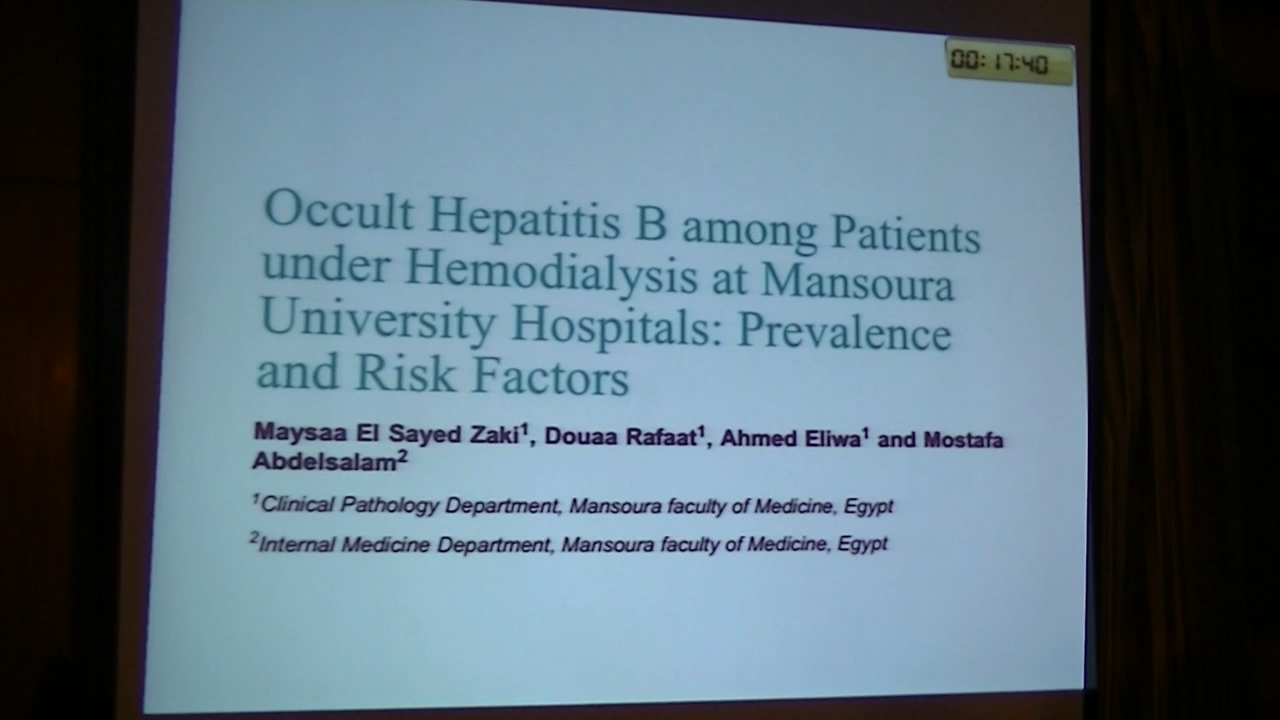 00:17:40
Occult Hepatitis B among Patients
under Hemodialysis at Mansoura
University Hospitals: Prevalence
and Risk Factors
Maysaa El Sayed Zaki¹, Douaa Rafaat¹, Ahmed Eliwa¹ and Mostafa
Abdelsalam²
¹Clinical Pathology Department, Mansoura faculty of Medicine, Egypt
²Internal Medicine Department, Mansoura faculty of Medicine, Egypt